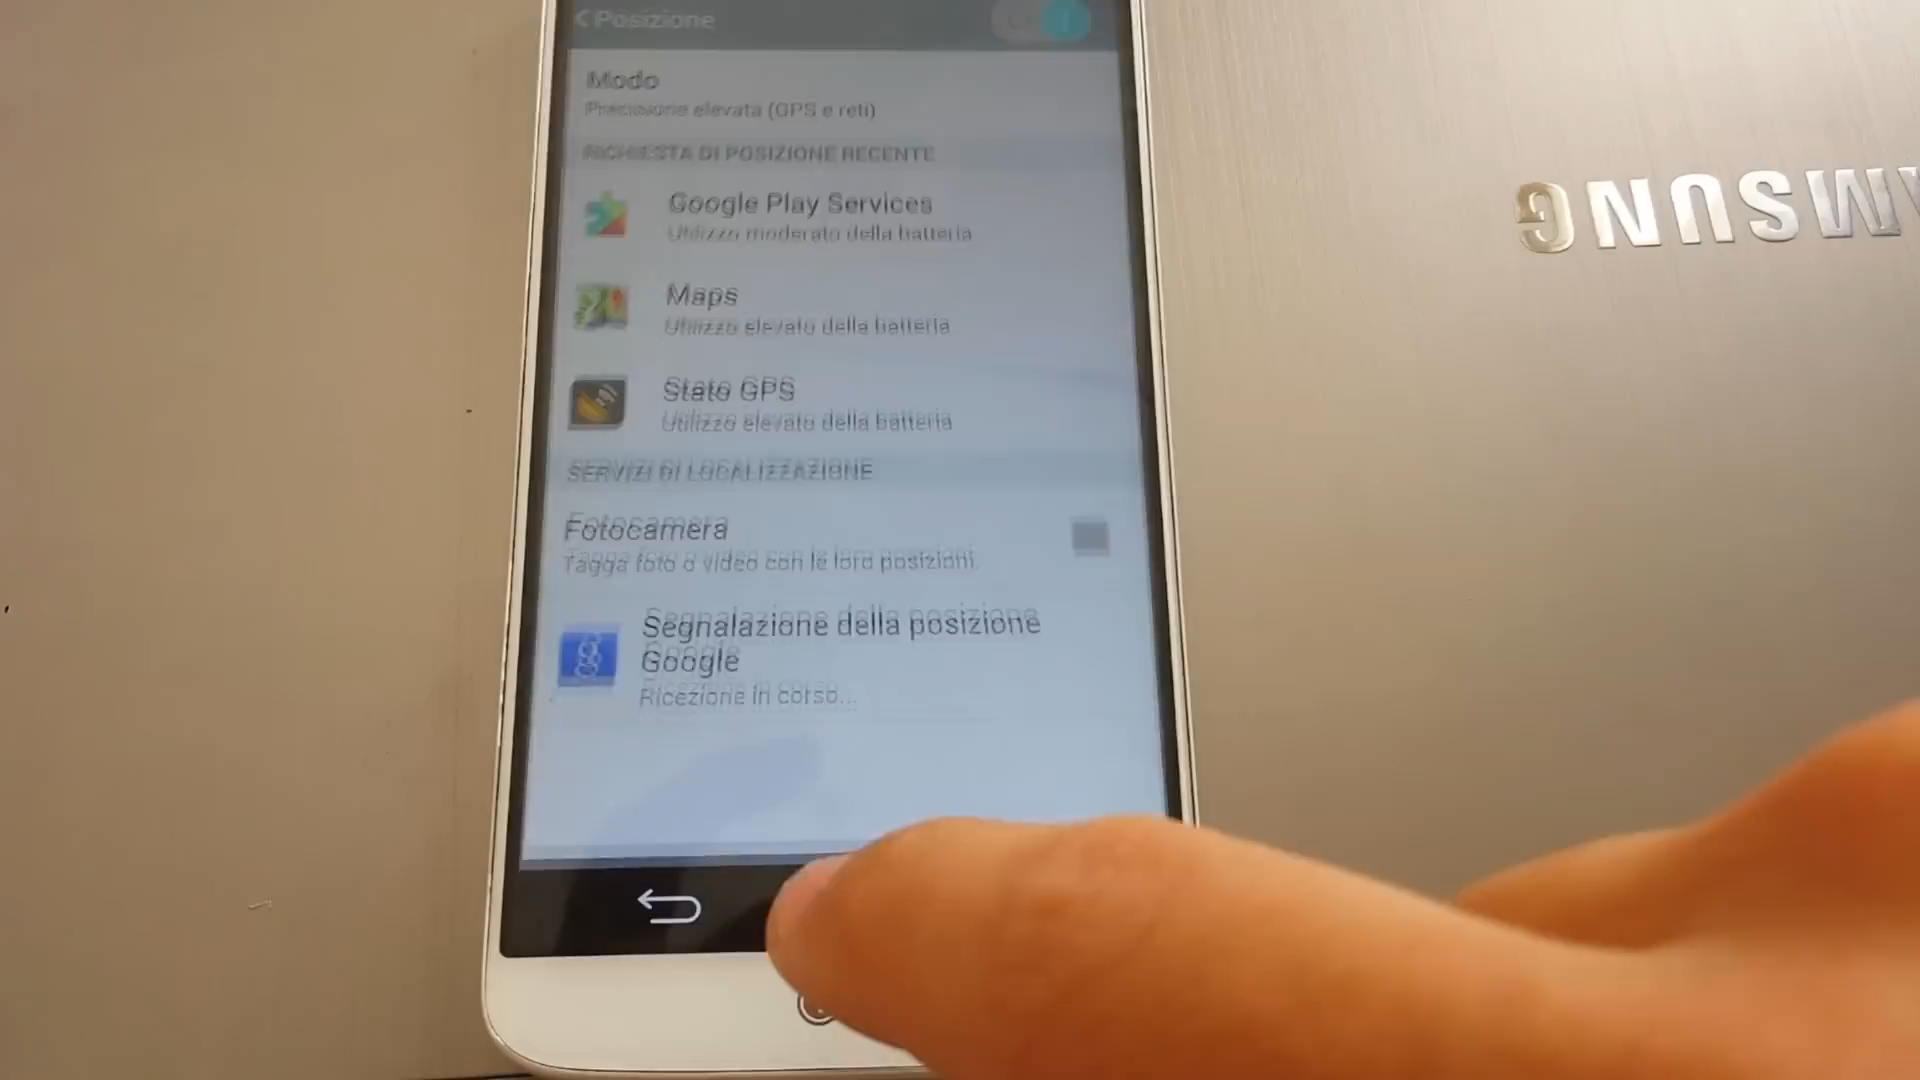 Posizione
Modo
Precisione elevata (GPS e reti)
RICHIESTA DI POSIZIONE RECENTE
Google Play Services
Utilizzo moderato della batteria
Maps
Utilizzo elevato della batteria
Stato GPS
Utilizzo elevato della batteria
SERVIZI DI LOCALIZZAZIONE
Fotocamera
Tagga foto o video con le loro posizioni.
Segnalazione della posizione
Google
Ricezione in corso...
g
AMSUNG